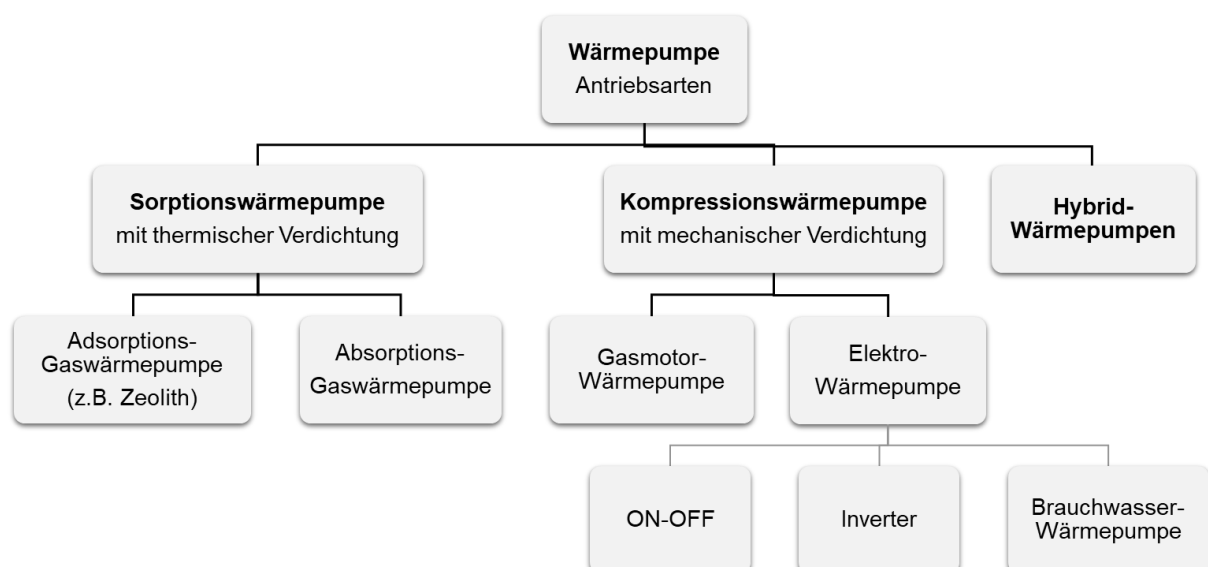 Wärmepumpe
Antriebsarten
Sorptionswärmepumpe
mit thermischer Verdichtung
Kompressionswärmepumpe
mit mechanischer Verdichtung
Hybrid-
Wärmepumpen
Adsorptions-
Gaswärmepumpe
(z.B. Zeolith)
Absorptions-
Gaswärmepumpe
Gasmotor-
Wärmepumpe
Elektro-
Wärmepumpe
ON-OFF
Inverter
Brauchwasser-
Wärmepumpe